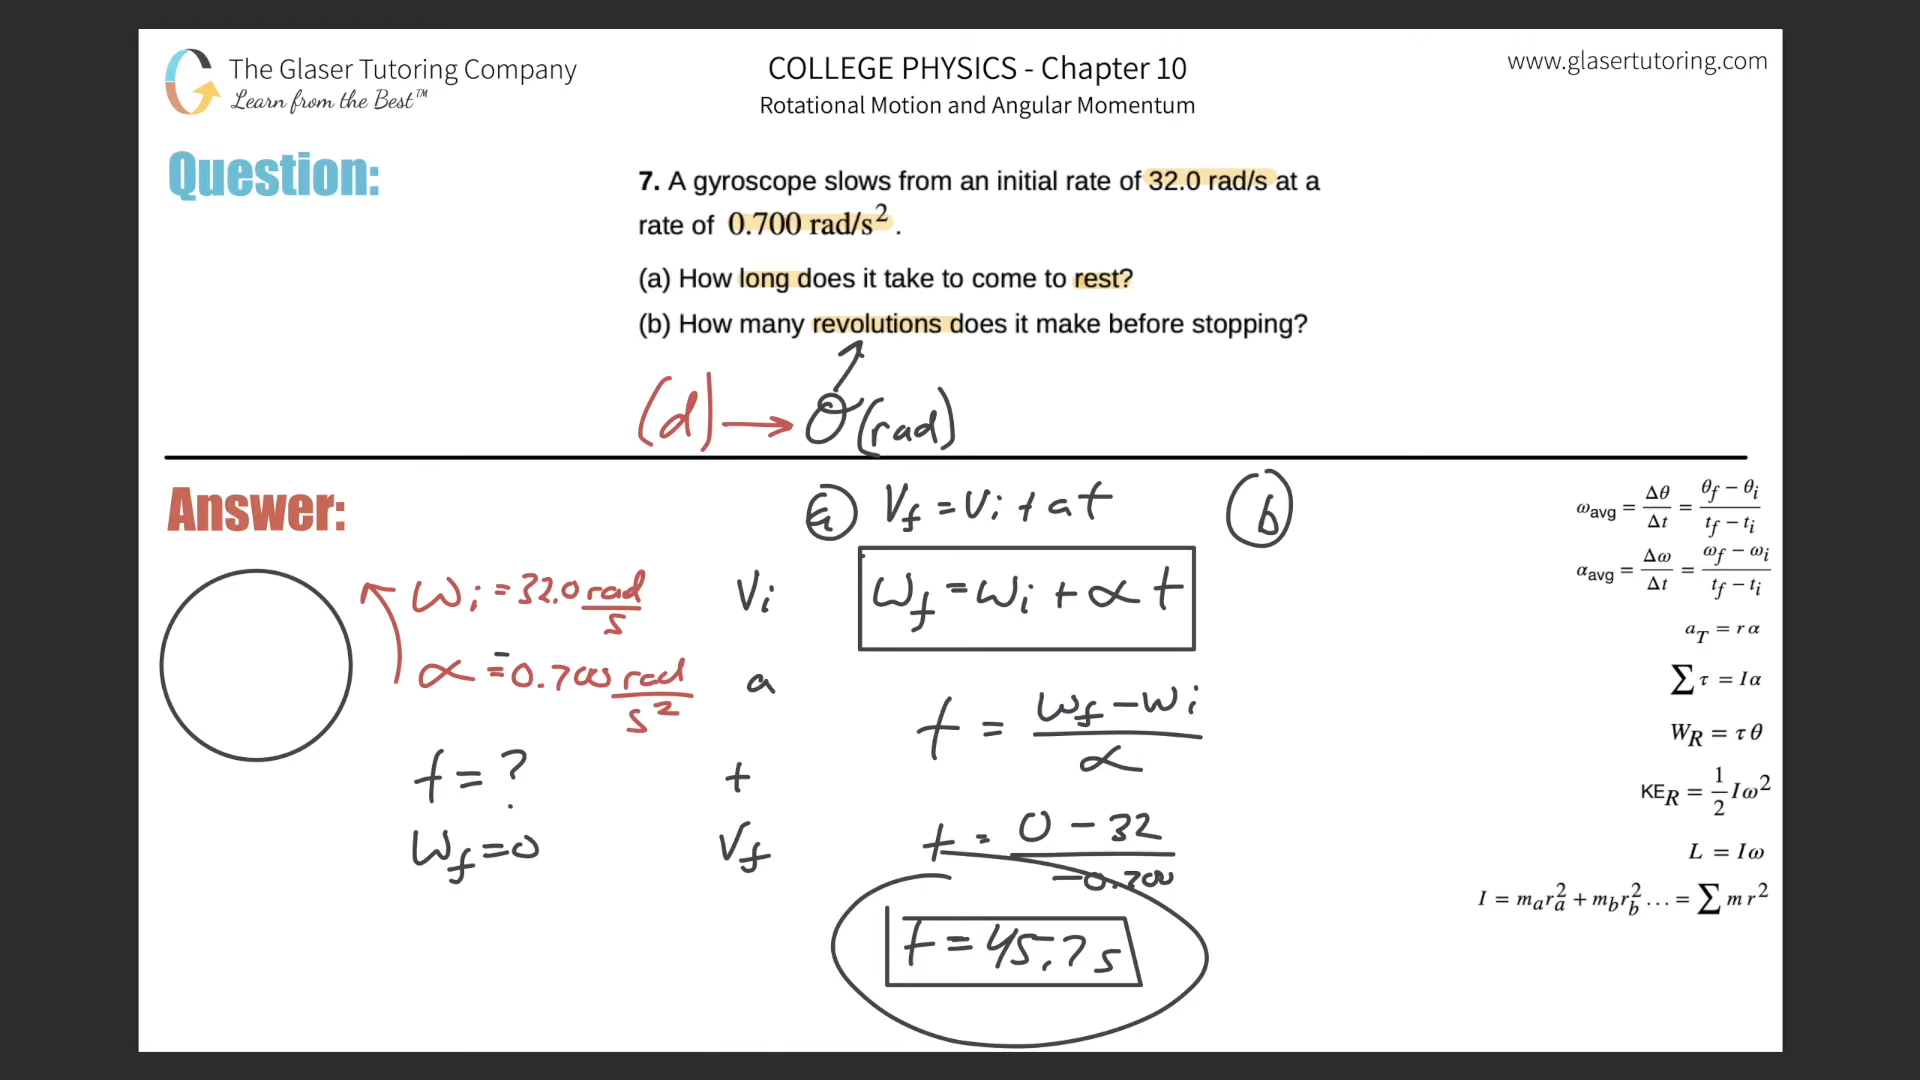 The Glaser Tutoring Company
Learn from the Best™
COLLEGE PHYSICS - Chapter 10
Rotational Motion and Angular Momentum
www.glasertutoring.com
Question:
7. A gyroscope slows from an initial rate of 32.0 rad/s at a
rate of 0.700 rad/s² .
(a) How long does it take to come to rest?
(b) How many revolutions does it make before stopping?
(d) → θ (rad)
Answer:
ωi = 32.0 rad/s
α = -0.700 rad/s²
t = ?
ωf = 0
Vi
a
t
Vf
a Vf = Vi + at
ωf = ωi + αt
t = (ωf - ωi)/α
t = (0 - 32)/(-0.700)
t = 45.7 s
b
ωavg = Δθ/Δt = (θf − θi)/(tf − ti)
αavg = Δω/Δt = (ωf − ωi)/(tf − ti)
aT = rα
∑τ = Iα
WR = τθ
KER = 1/2 Iω²
L = Iω
I = mₐrₐ² + m_b r_b² ... = ∑mr²